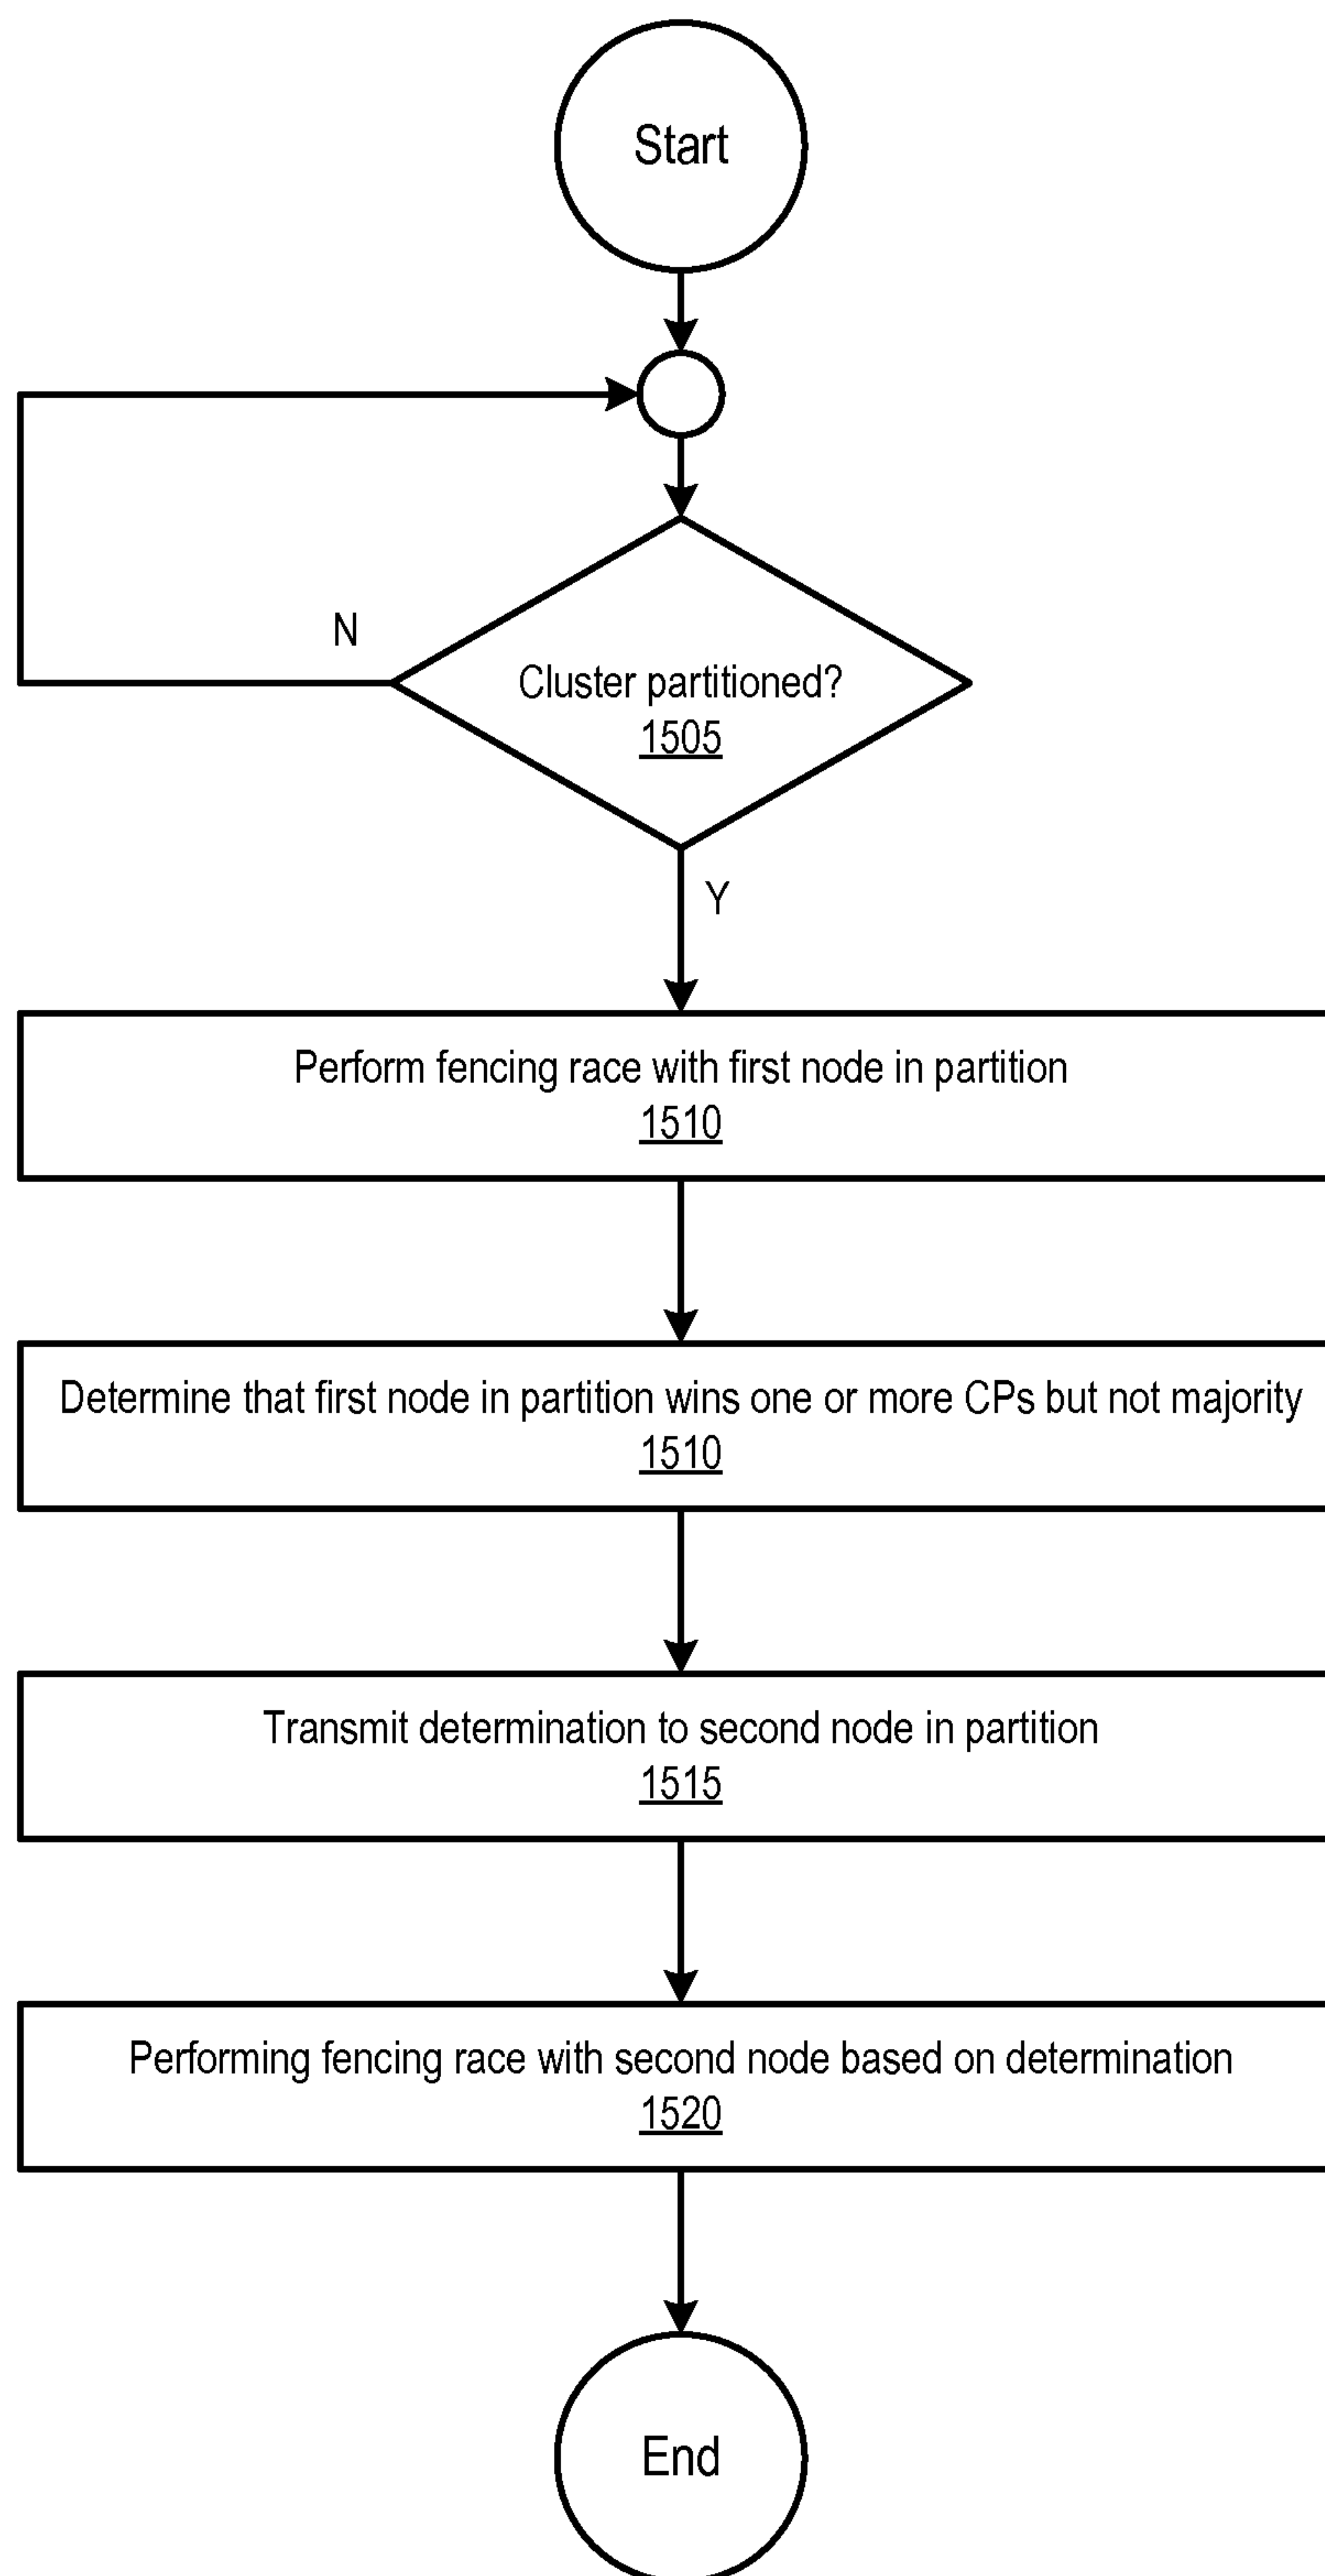 Start
N
Cluster partitioned?
1505
Y
Perform fencing race with first node in partition
1510
Determine that first node in partition wins one or more CPs but not majority
1510
Transmit determination to second node in partition
1515
Performing fencing race with second node based on determination
1520
End